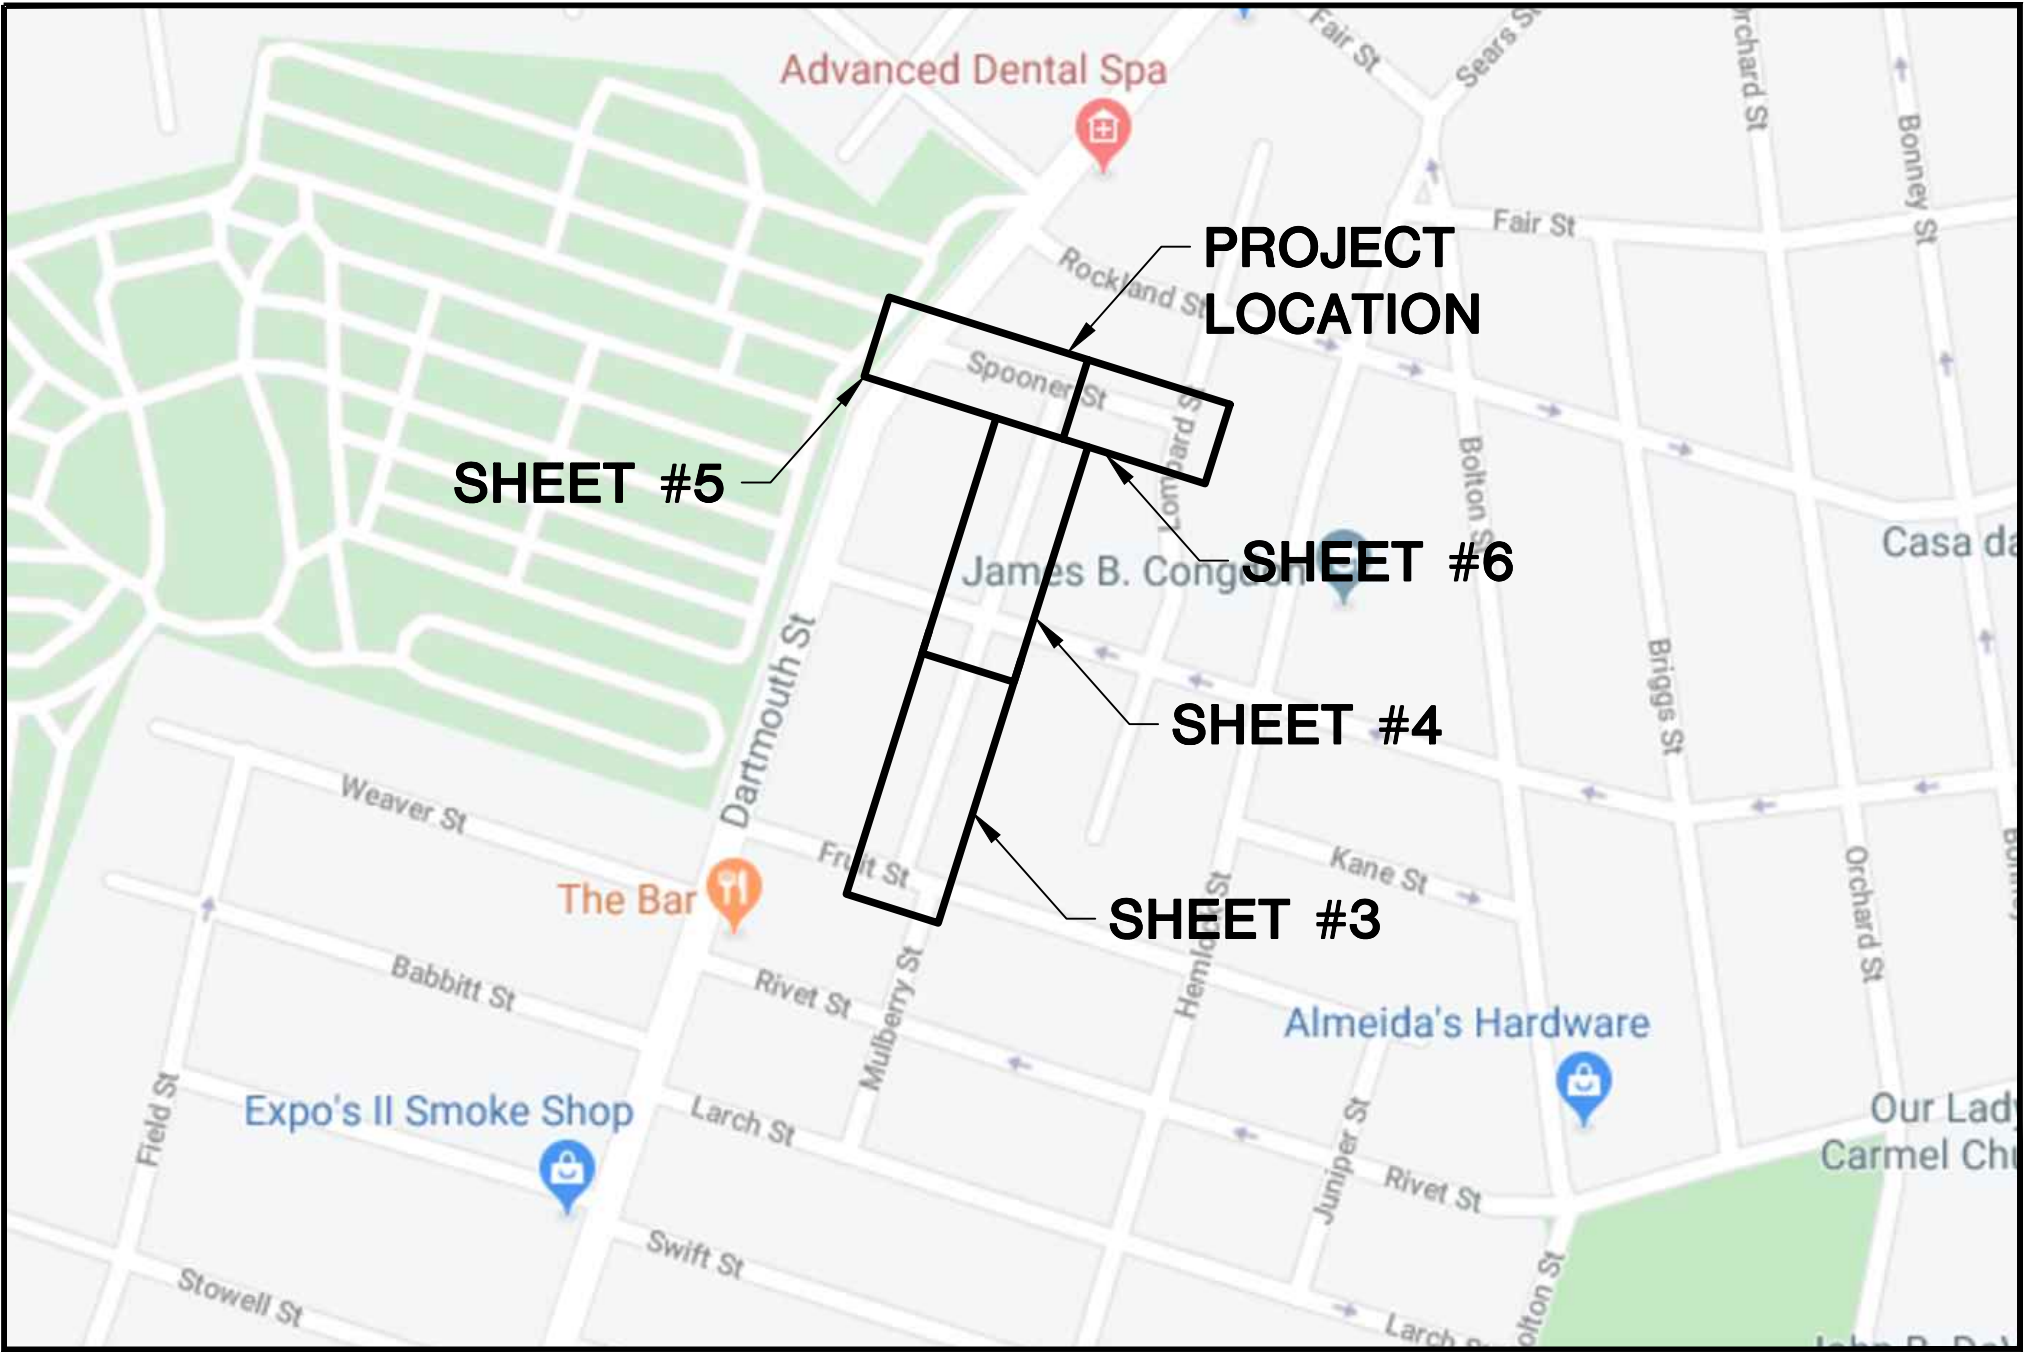 Fair St
Sears St
Orchard St
Advanced Dental Spa
Bonney St
Fair St
PROJECT
LOCATION
Rockland St
Spooner St
Lombard St
SHEET #5
Bolton St
Casa da
James B. Congdon
SHEET #6
Dartmouth St
Briggs St
SHEET #4
Weaver St
Fruit St
Kane St
Orchard St
The Bar
Hemlock St
SHEET #3
Babbitt St
Rivet St
Mulberry St
Almeida's Hardware
Field St
Expo's II Smoke Shop
Larch St
Juniper St
Rivet St
Our Lady
Carmel Chu
Swift St
Stowell St
olton St
Larch S